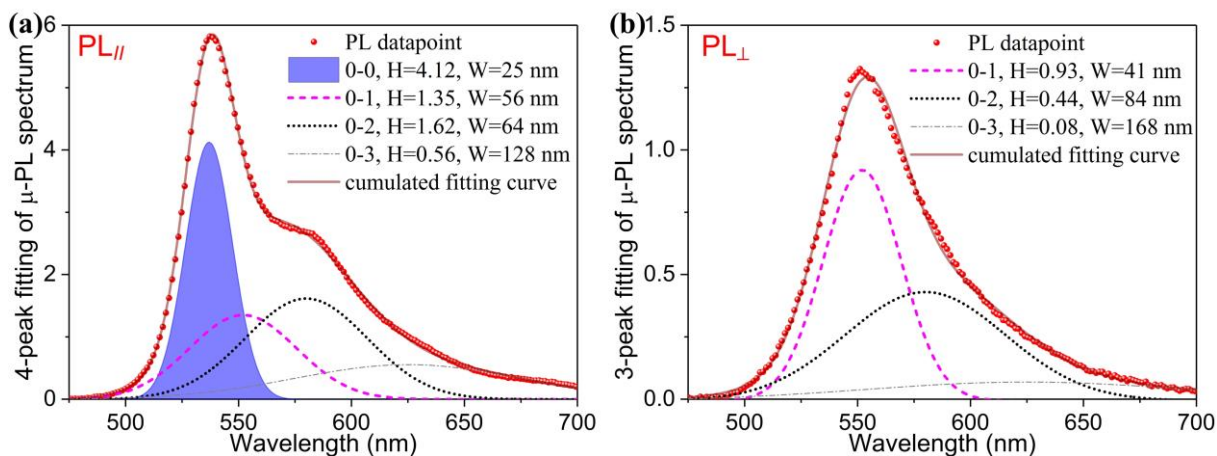 (a)
PL//
PL datapoint
0-0, H=4.12, W=25 nm
0-1, H=1.35, W=56 nm
0-2, H=1.62, W=64 nm
0-3, H=0.56, W=128 nm
cumulated fitting curve
4-peak fitting of μ-PL spectrum
6
4
2
0
500 550 600 650 700
Wavelength (nm)
(b)
PL⊥
PL datapoint
0-1, H=0.93, W=41 nm
0-2, H=0.44, W=84 nm
0-3, H=0.08, W=168 nm
cumulated fitting curve
3-peak fitting of μ-PL spectrum
1.5
1.0
0.5
0.0
500 550 600 650 700
Wavelength (nm)